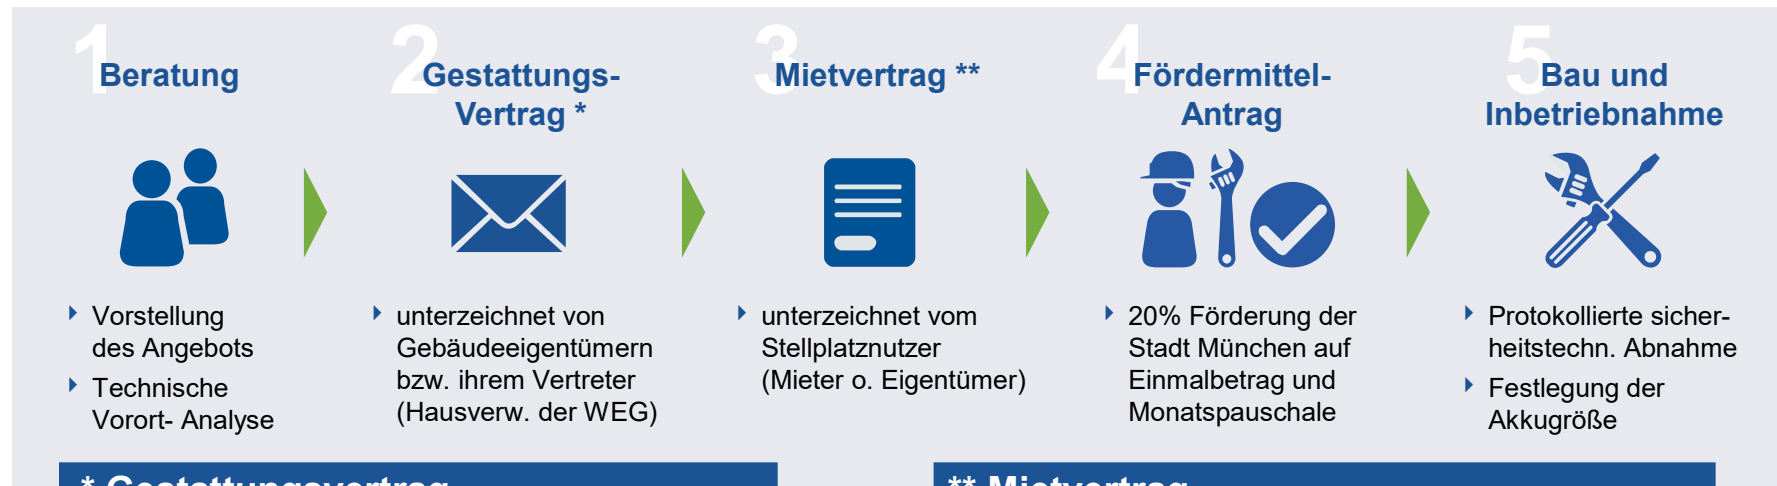 1 Beratung
2 Gestattungs-
Vertrag *
3 Mietvertrag **
4 Fördermittel-
Antrag
5 Bau und
Inbetriebnahme
Vorstellung
des Angebots
Technische
Vorort- Analyse
unterzeichnet von
Gebäudeeigentümern
bzw. ihrem Vertreter
(Hausverw. der WEG)
unterzeichnet vom
Stellplatznutzer
(Mieter o. Eigentümer)
20% Förderung der
Stadt München auf
Einmalbetrag und
Monatspauschale
Protokollierte sicher-
heitstechn. Abnahme
Festlegung der
Akkugröße
* Gestattungsvertrag
** Mietvertrag